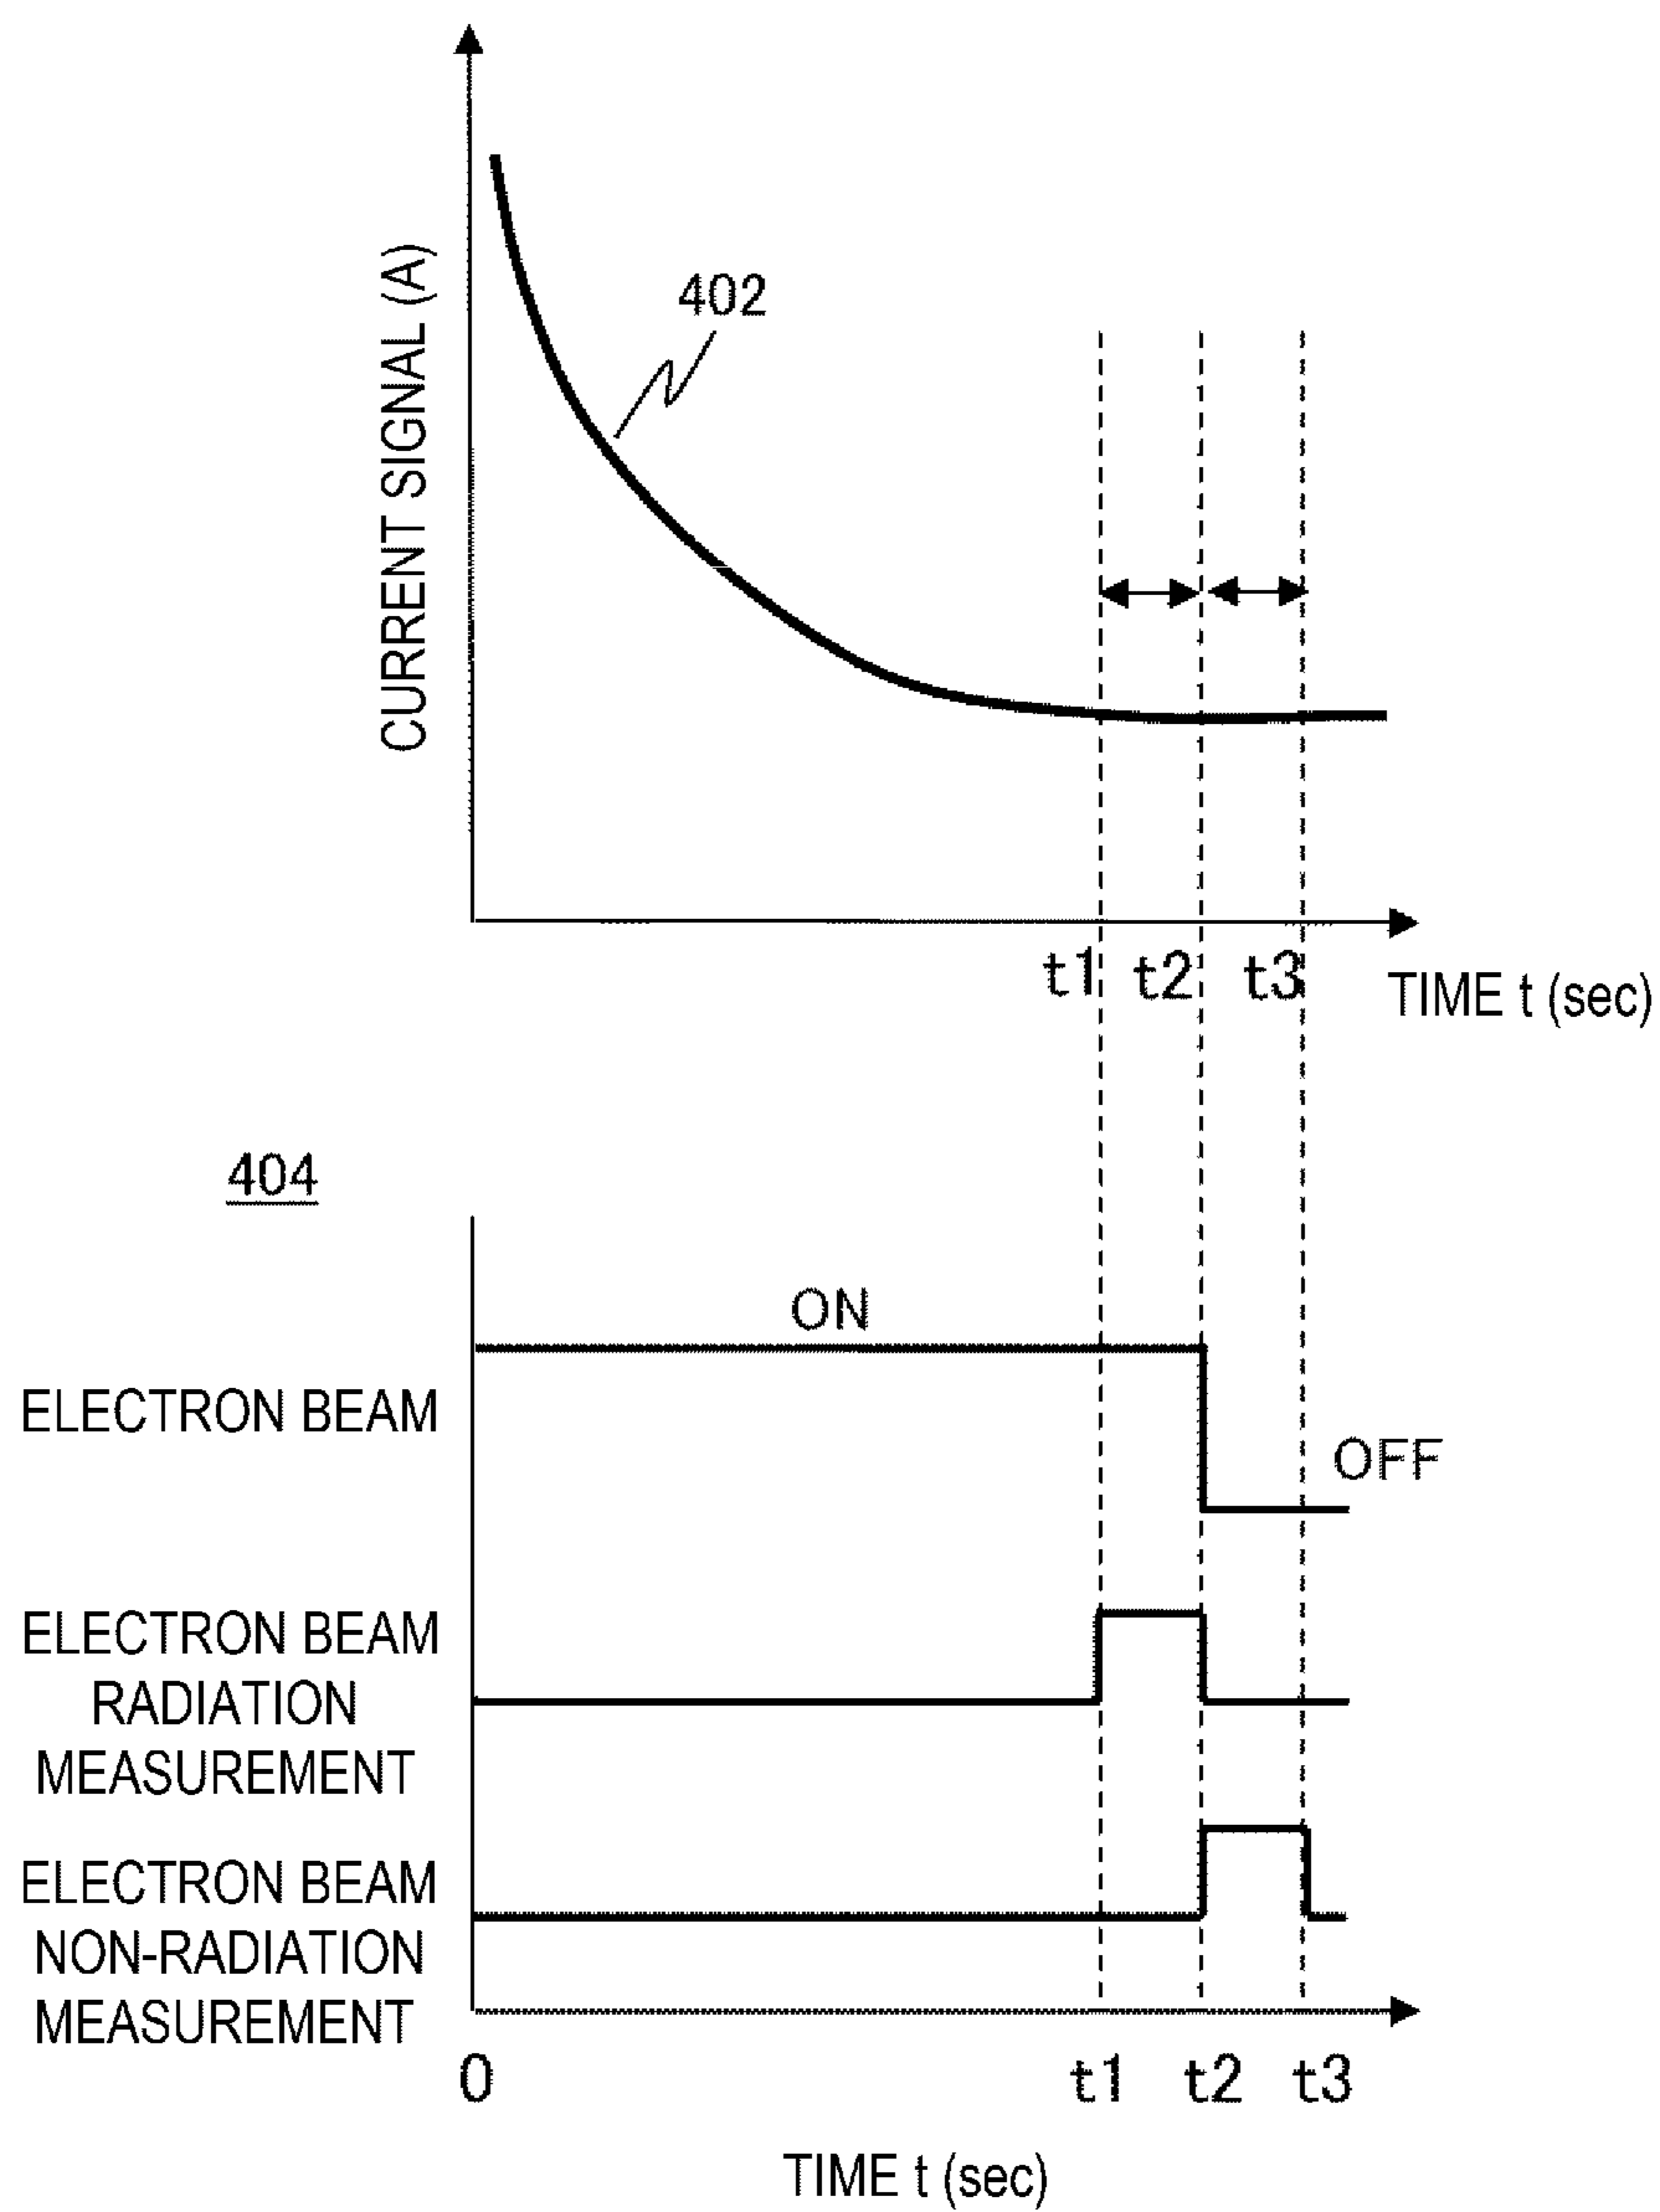 CURRENT SIGNAL (A)
402
t1
t2
t3
TIME t (sec)
404
ON
ELECTRON BEAM
OFF
ELECTRON BEAM
RADIATION
MEASUREMENT
ELECTRON BEAM
NON-RADIATION
MEASUREMENT
0
t1
t2
t3
TIME t (sec)